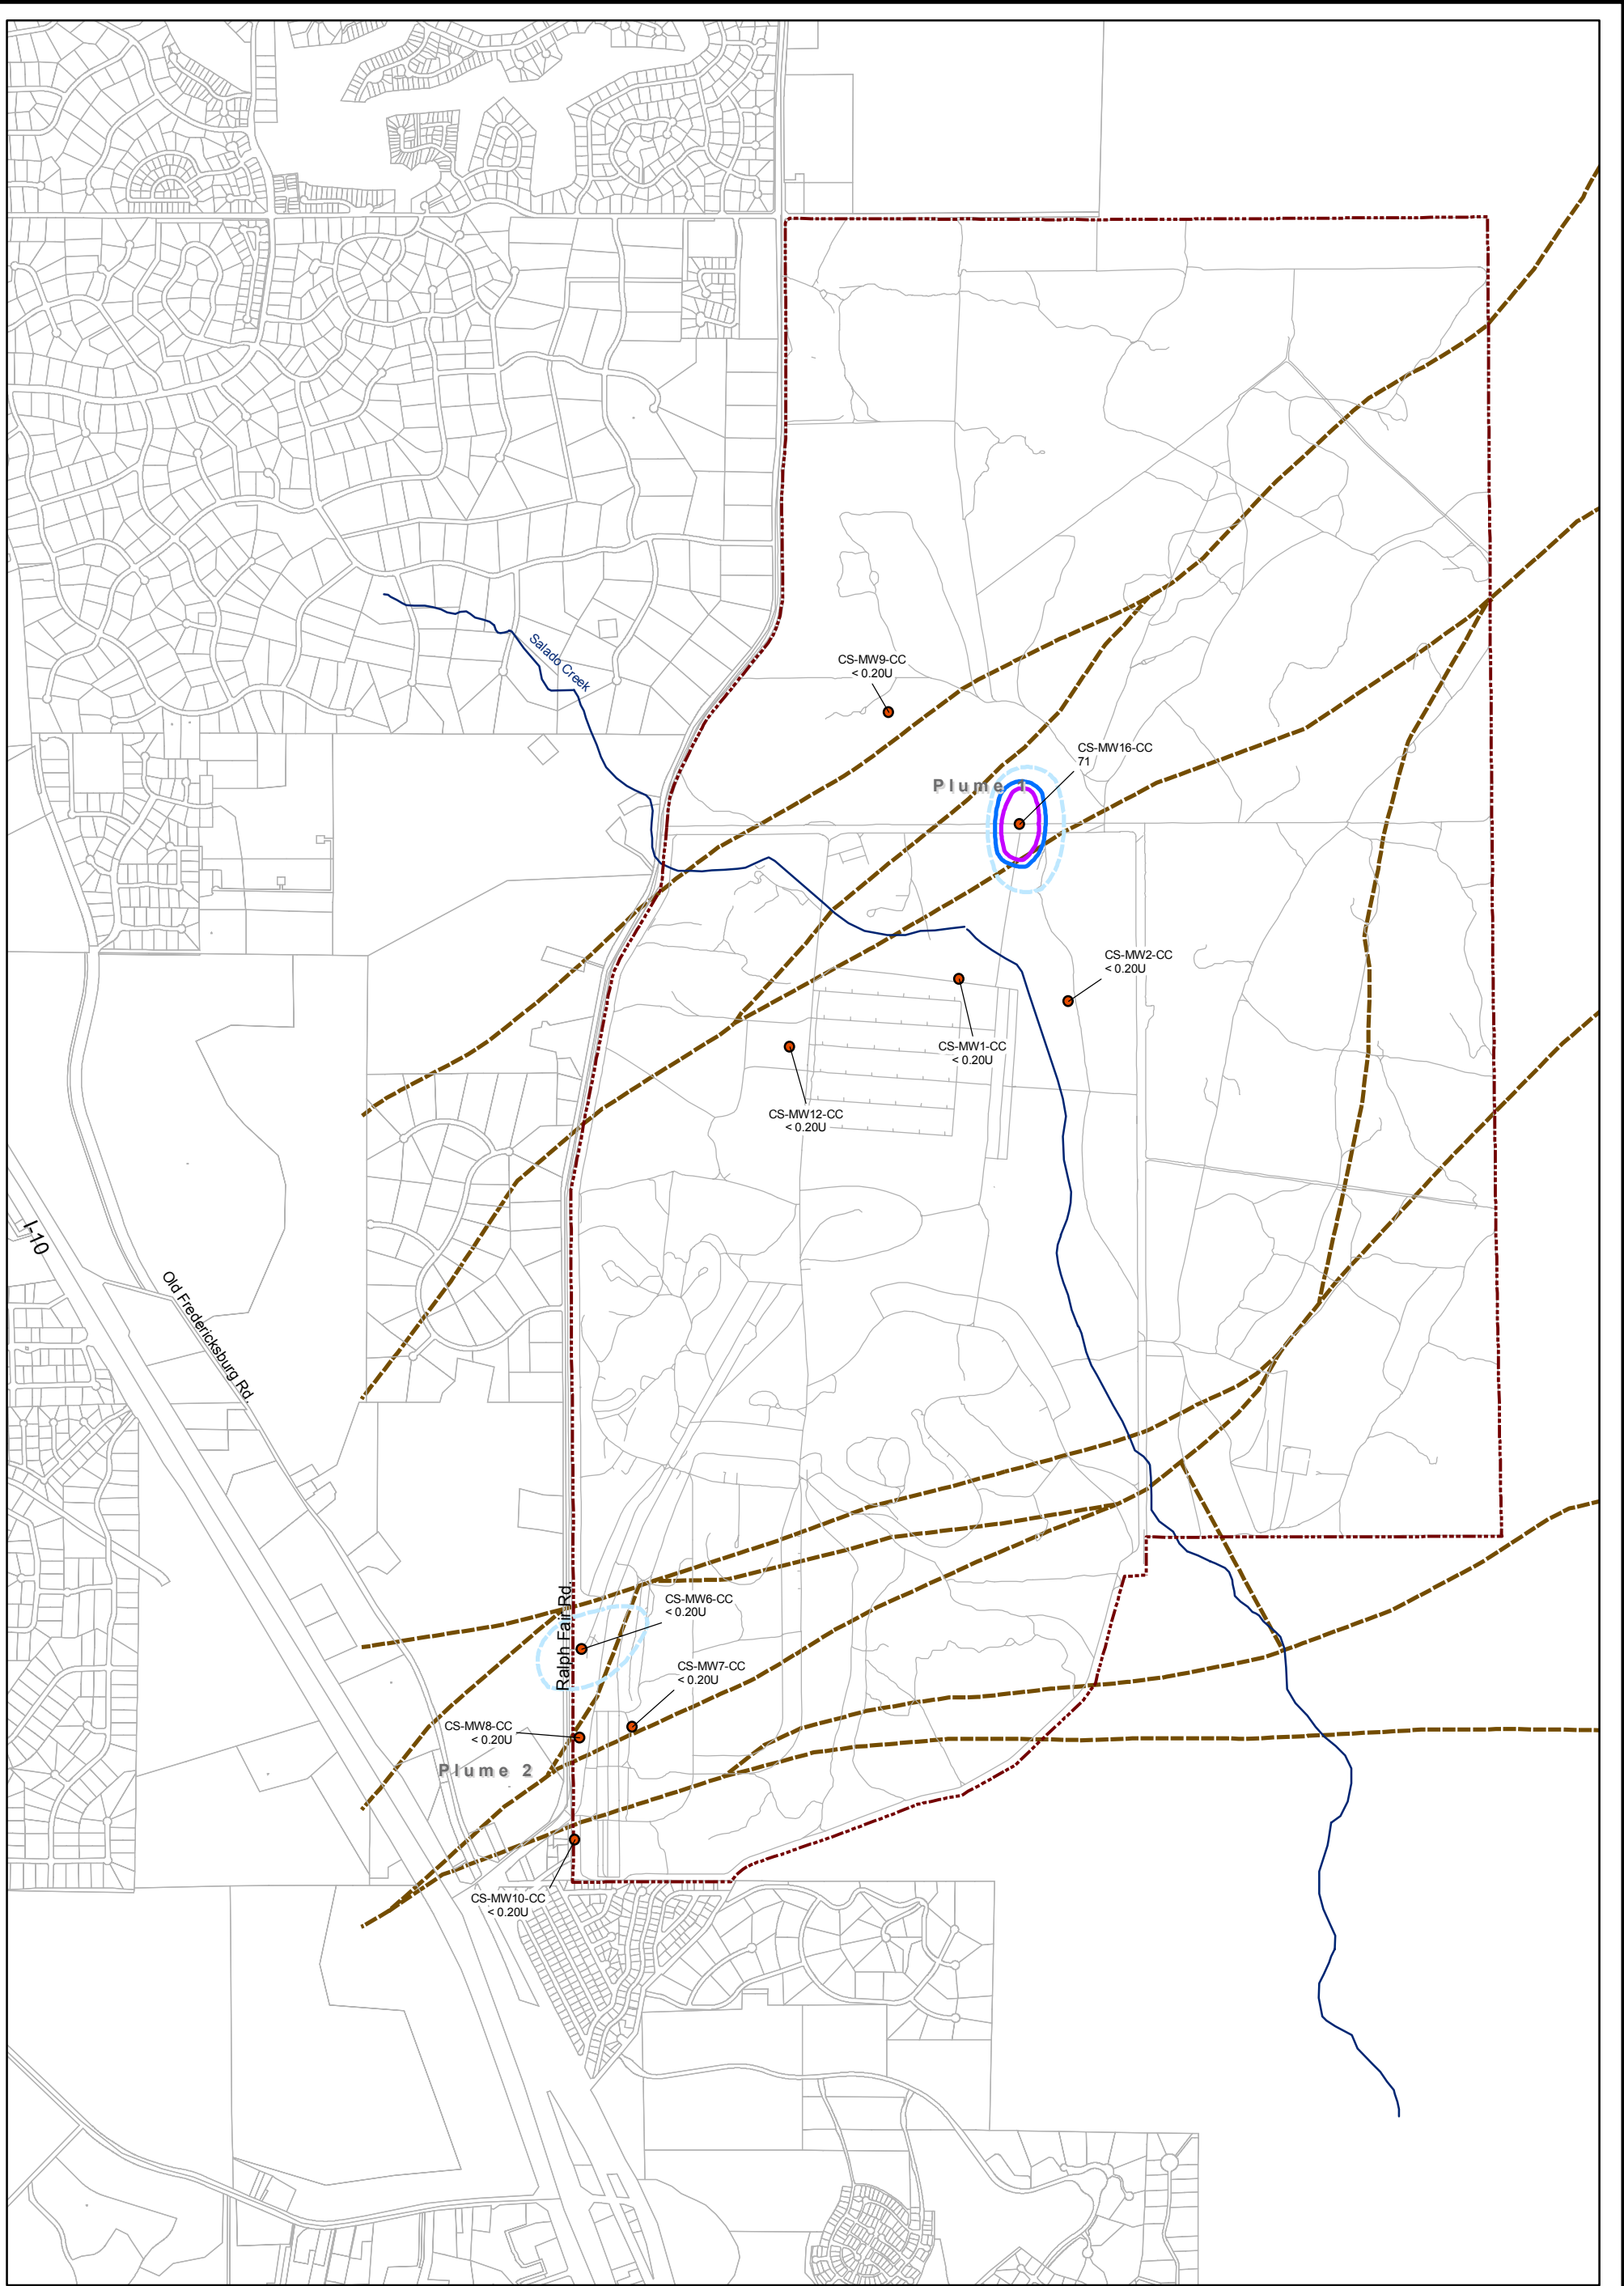 Salado Creek
CS-MW9-CC
< 0.20U
CS-MW16-CC
71
Plume 1
CS-MW2-CC
< 0.20U
CS-MW1-CC
< 0.20U
CS-MW12-CC
< 0.20U
I-10
Old Fredericksburg Rd.
Ralph Fair Rd.
CS-MW6-CC
< 0.20U
CS-MW7-CC
< 0.20U
CS-MW8-CC
< 0.20U
Plume 2
CS-MW10-CC
< 0.20U